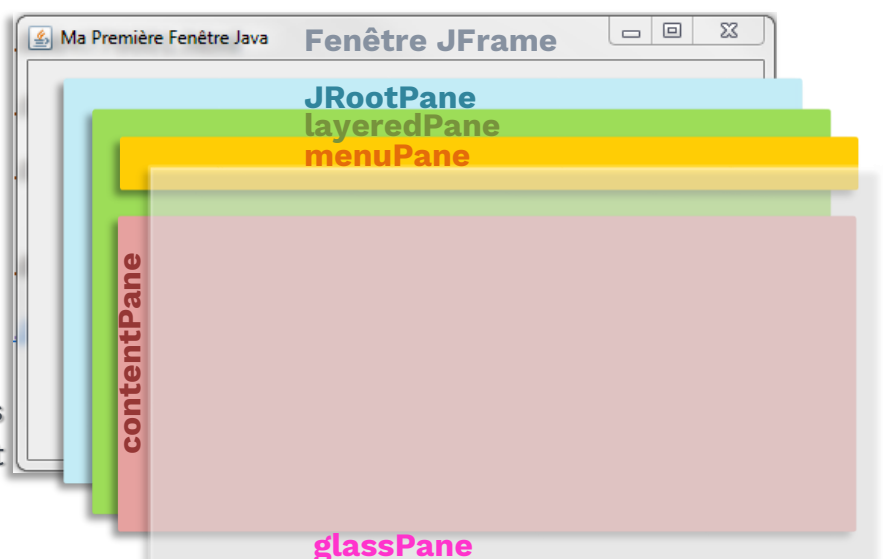 Ma Première Fenêtre Java
Fenêtre JFrame
JRootPane
layeredPane
menuPane
contentPane
s
t
glassPane